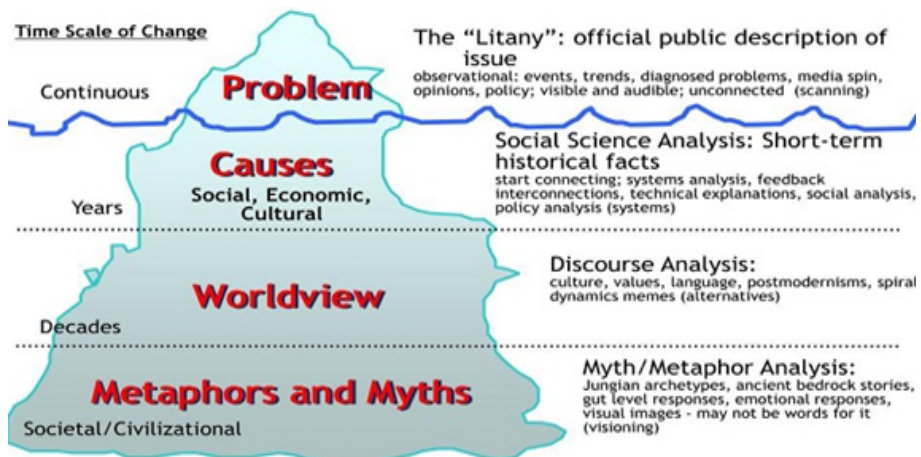 Time Scale of Change
The “Litany”: official public description of
issue
observational: events, trends, diagnosed problems, media spin,
opinions, policy; visible and audible; unconnected (scanning)
Continuous
Problem
Social Science Analysis: Short-term
historical facts
start connecting; systems analysis, feedback
interconnections, technical explanations, social analysis,
policy analysis (systems)
Causes
Social, Economic,
Cultural
Years
Discourse Analysis:
culture, values, language, postmodernisms, spiral
dynamics memes (alternatives)
Worldview
Decades
Myth/Metaphor Analysis:
Jungian archetypes, ancient bedrock stories,
gut level responses, emotional responses,
visual images - may not be words for it
(visioning)
Metaphors and Myths
Societal/Civilizational